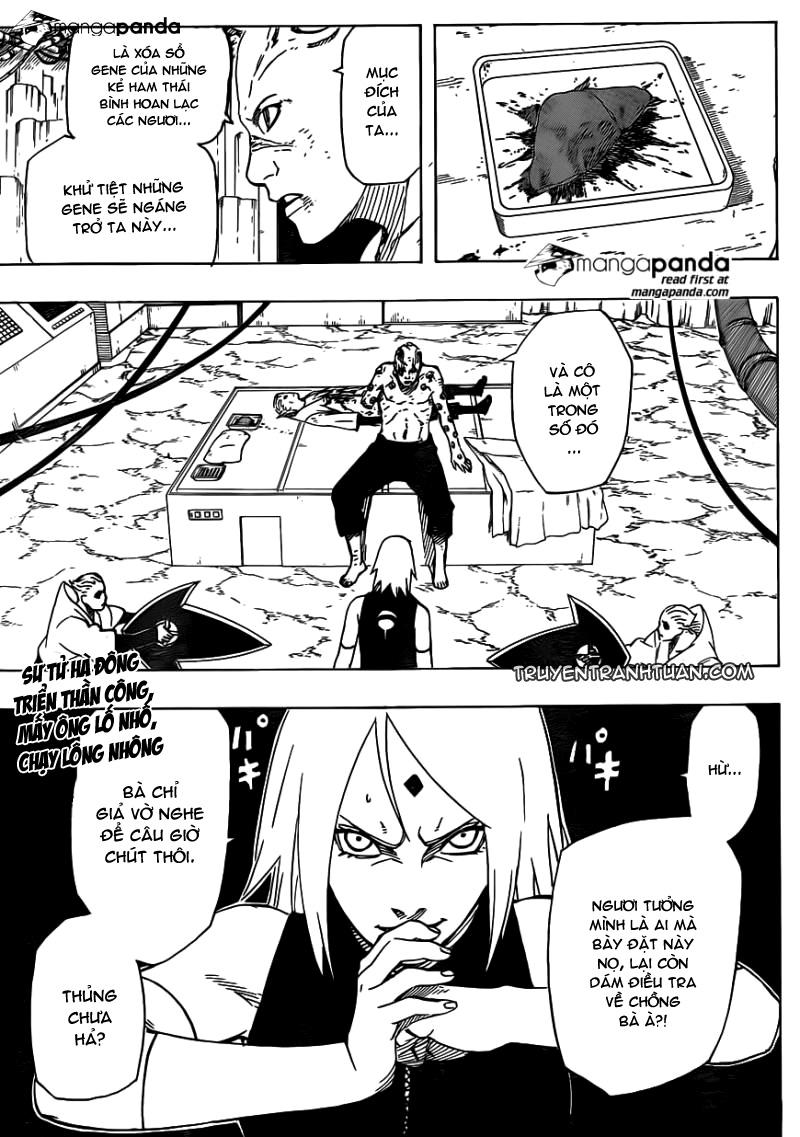 mangapanda
MỤC
ĐÍCH
CỦA
TA...
LÀ XÓA SỔ
GENE CỦA NHỮNG
KẺ HAM THÁI
BÌNH HOAN LẠC
CÁC NGƯƠI...
KHỬ TIỆT NHỮNG
GENE SẼ NGÁNG
TRỞ TA NÀY...
mangapanda
read first at
mangapanda.com
VÀ CÔ
LÀ MỘT
TRONG
SỐ ĐÓ
...
TRUYENTRANHTUAN.COM
SƯ TỬ HÀ ĐÔNG
TRIỂN THẦN CÔNG,
MẤY ÔNG LỐ NHỐ,
CHẠY LÔNG NHÔNG
HỪ...
NGƯƠI TƯỞNG
MÌNH LÀ AI MÀ
BÀY ĐẶT NÀY
NỌ, LẠI CÒN
DÁM ĐIỀU TRA
VỀ CHỒNG
BÀ À?!
パキ
パキ
BÀ CHỈ
GIẢ VỜ NGHE
ĐỂ CÂU GIỜ
CHÚT THÔI.
THỦNG
CHƯA
HẢ?